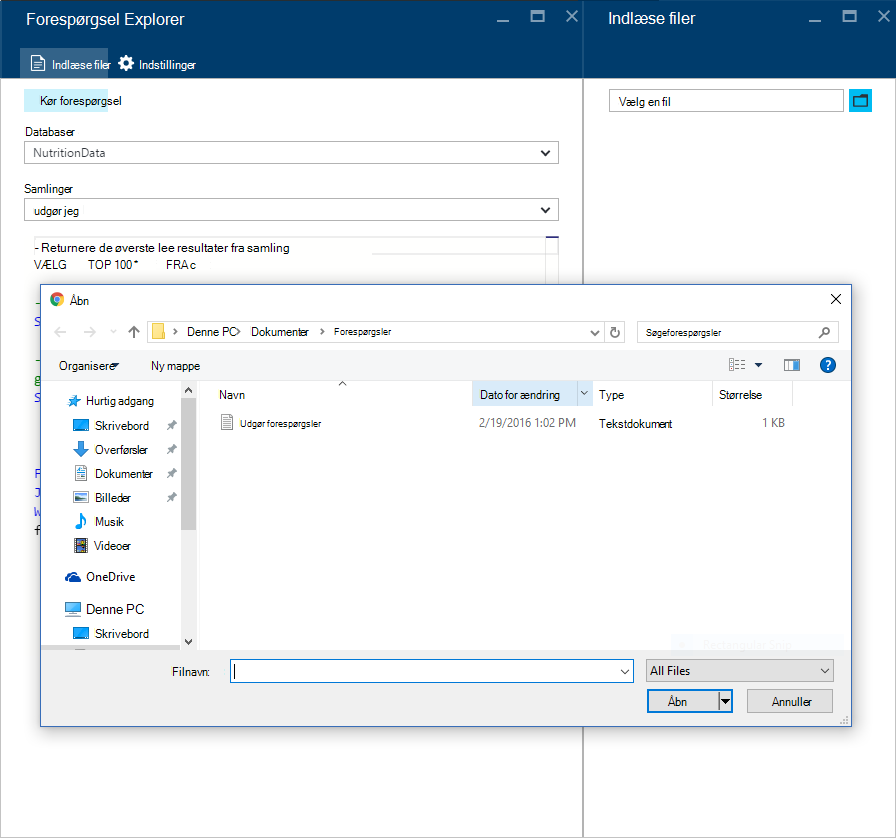 Forespørgsel Explorer
Indlæse filer
Indstillinger
Kør forespørgsel
Databaser
NutritionData
Samlinger
udgør jeg
- Returnere de øverste lee resultater fra samling
VÆLG TOP 100 * FRA c
Indlæse filer
Vælg en fil
Åbn
Denne PC
Dokumenter
Forespørgsler
Søgeforespørgsler
Organisere
Ny mappe
Navn
Dato for ændring
Type
Størrelse
Udgør forespørgsler
2/19/2016 1:02 PM
Tekstdokument
1 KB
Hurtig adgang
Skrivebord
Overførsler
Dokumenter
Billeder
Musik
Videoer
OneDrive
Denne PC
Skrivebord
Filnavn:
All Files
Åbn
Annuller